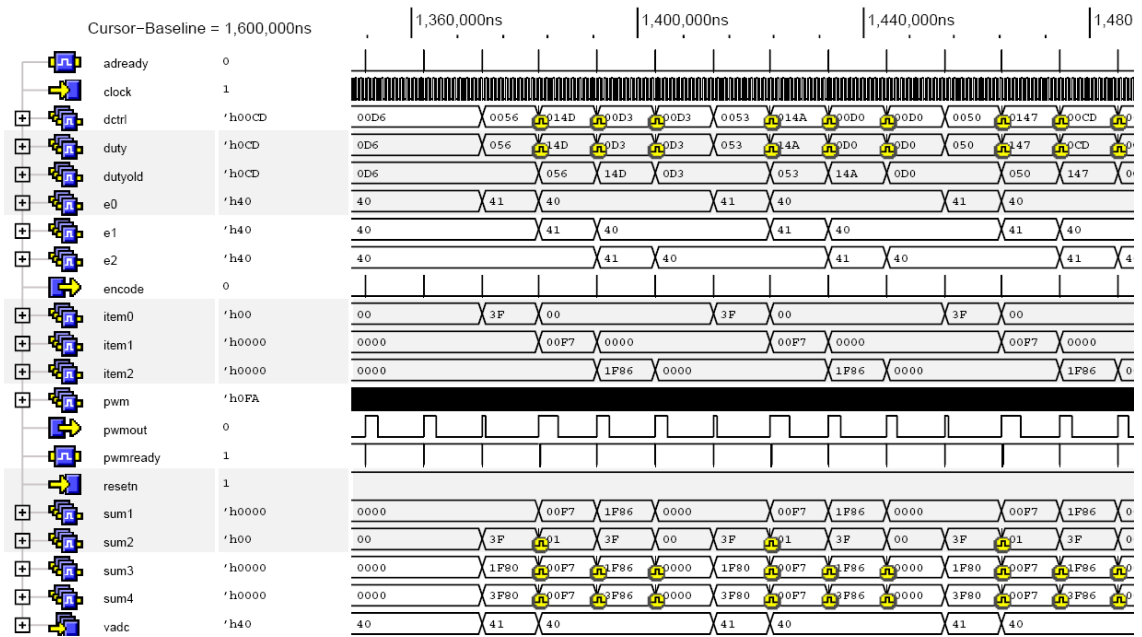 Cursor−Baseline = 1,600,000ns 1,360,000ns 1,400,000ns 1,440,000ns 1,480
adready 0
clock 1
dctrl 'h00CD 00D6 0056 014D 00D3 00D3 0053 014A 00D0 00D0 0050 0147 00CD
duty 'h0CD 0D6 056 14D 0D3 0D3 053 14A 0D0 0D0 050 147 0CD
dutyold 'h0CD 0D6 056 14D 0D3 053 14A 0D0 050 147
e0 'h40 40 41 40 41 40 41 40
e1 'h40 40 41 40 41 40 41 40
e2 'h40 40 41 40 41 40 41
encode 0
item0 'h00 00 3F 00 3F 00 3F 00
item1 'h0000 0000 00F7 0000 00F7 0000 00F7 0000
item2 'h0000 0000 1F86 0000 1F86 0000 1F86
pwm 'h0FA
pwmout 0
pwmready 1
resetn 1
sum1 'h0000 0000 00F7 1F86 0000 00F7 1F86 0000 00F7 1F86
sum2 'h00 00 3F 01 3F 00 3F 01 3F 00 3F 01 3F
sum3 'h0000 0000 1F80 00F7 1F86 0000 1F80 00F7 1F86 0000 1F80 00F7 1F86
sum4 'h0000 0000 3F80 00F7 3F86 0000 3F80 00F7 3F86 0000 3F80 00F7 3F86
vadc 'h40 40 41 40 41 40 41 40